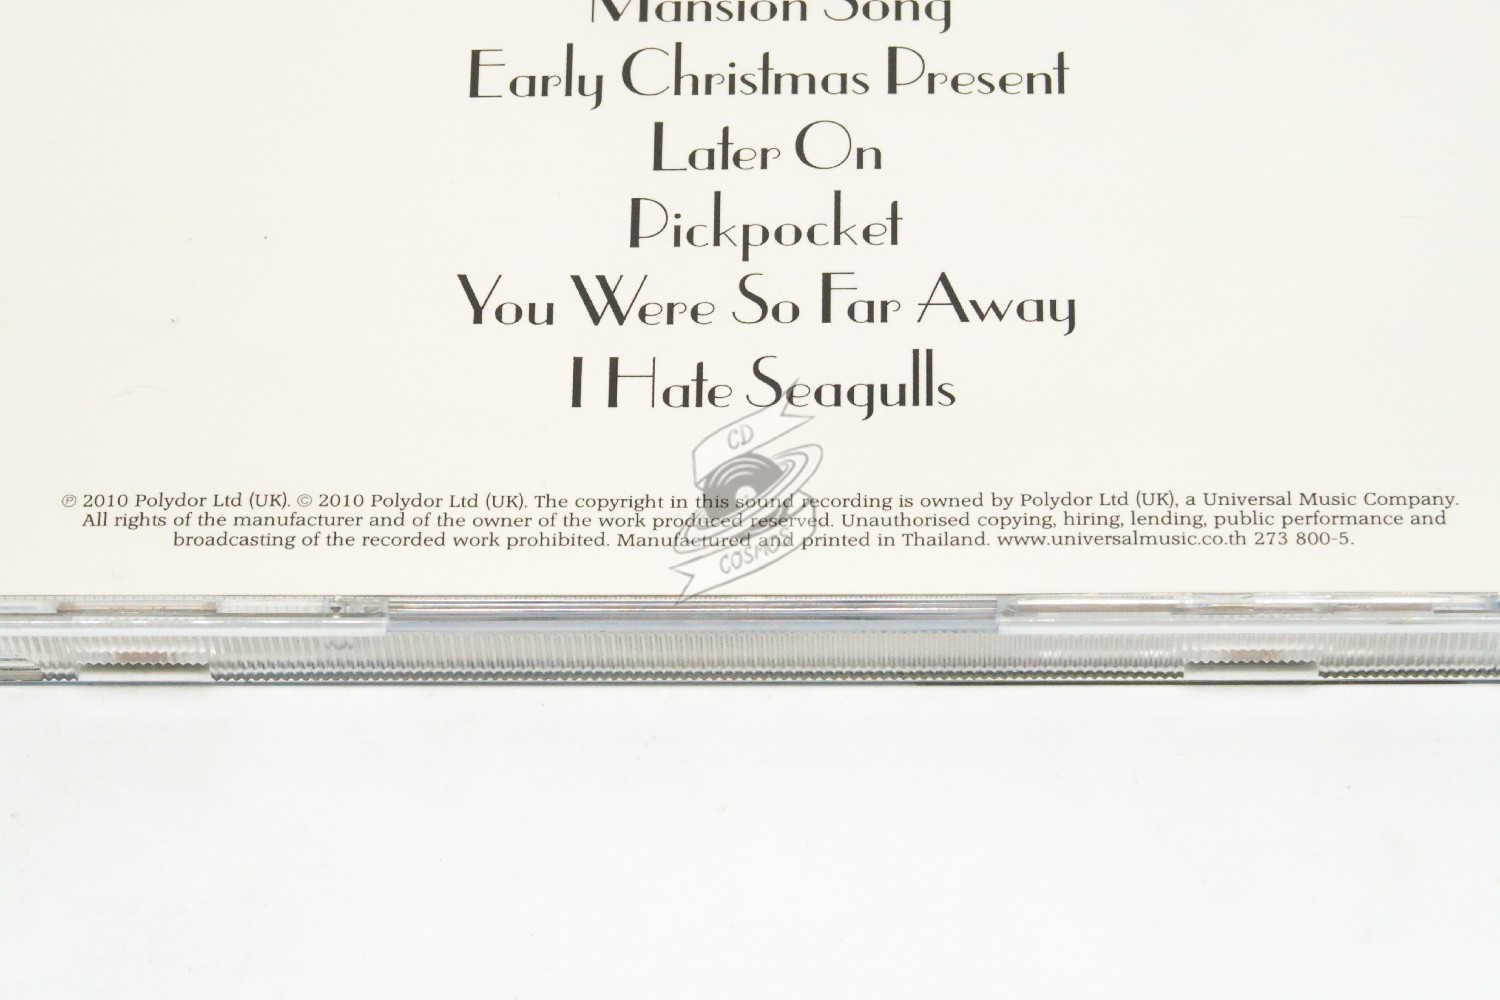 Mansion Song
Early Christmas Present
Later On
Pickpocket
You Were So Far Away
I Hate Seagulls
CD
COSMOS
℗ 2010 Polydor Ltd (UK). © 2010 Polydor Ltd (UK). The copyright in this sound recording is owned by Polydor Ltd (UK), a Universal Music Company.
All rights of the manufacturer and of the owner of the work produced reserved. Unauthorised copying, hiring, lending, public performance and
broadcasting of the recorded work prohibited. Manufactured and printed in Thailand. www.universalmusic.co.th 273 800-5.